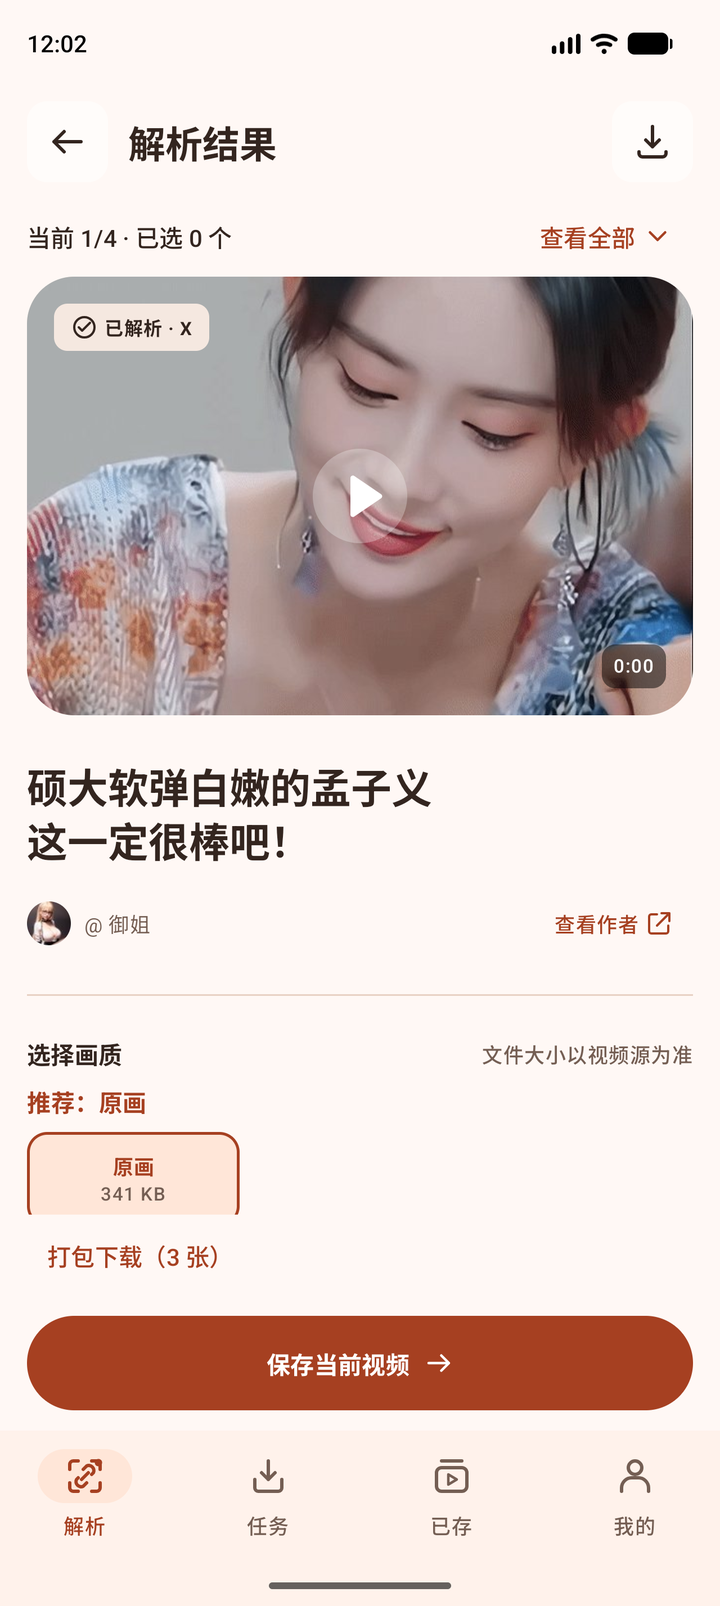 12:02
解析结果
当前 1/4 · 已选 0 个
查看全部
已解析 · X
0:00
硕大软弹白嫩的孟子义
这一定很棒吧！
@ 御姐
查看作者
选择画质
文件大小以视频源为准
推荐：原画
原画
341 KB
打包下载（3 张）
保存当前视频
解析
任务
已存
我的